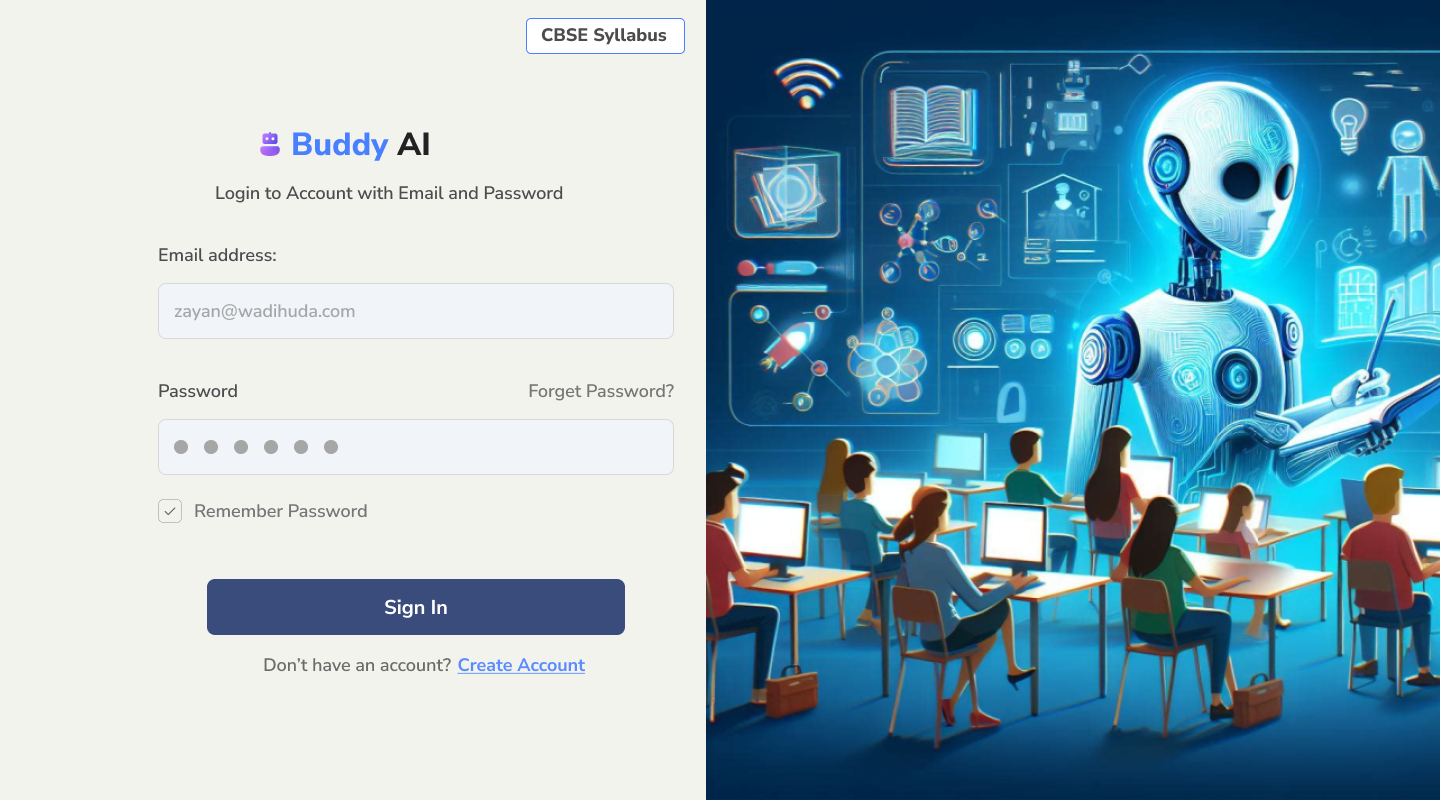 CBSE Syllabus
Buddy AI
Login to Account with Email and Password
Email address:
zayan@wadihuda.com
Password Forget Password?
Remember Password
Sign In
Don't have an account? Create Account